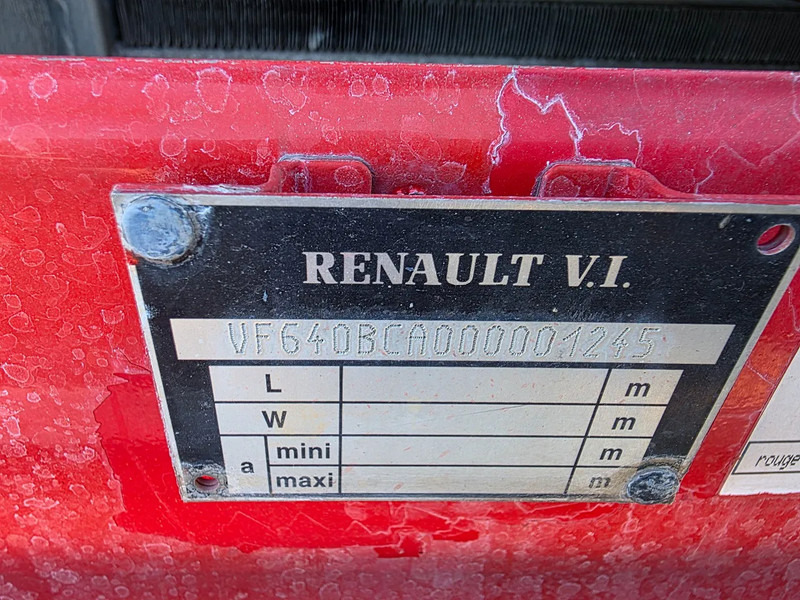 RENAULT V.I.
VF640BCA000001245
L m
W m
a mini m
maxi m
rouge